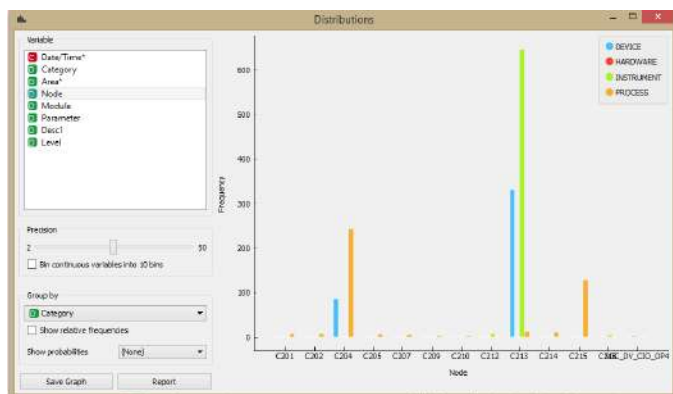 Distributions
Variable
Date/Time*
Category
Area*
Node
Module
Parameter
Desc1
Level
Precision
2
50
Bin continuous variables into 10 bins
Group by
Category
Show relative frequencies
Show probabilities
(None)
Save Graph
Report
Frequency
600
500
400
300
200
100
0
C201
C202
C204
C205
C207
C209
C210
C212
C213
C214
C215
Node
DEVICE
HARDWARE
INSTRUMENT
PROCESS